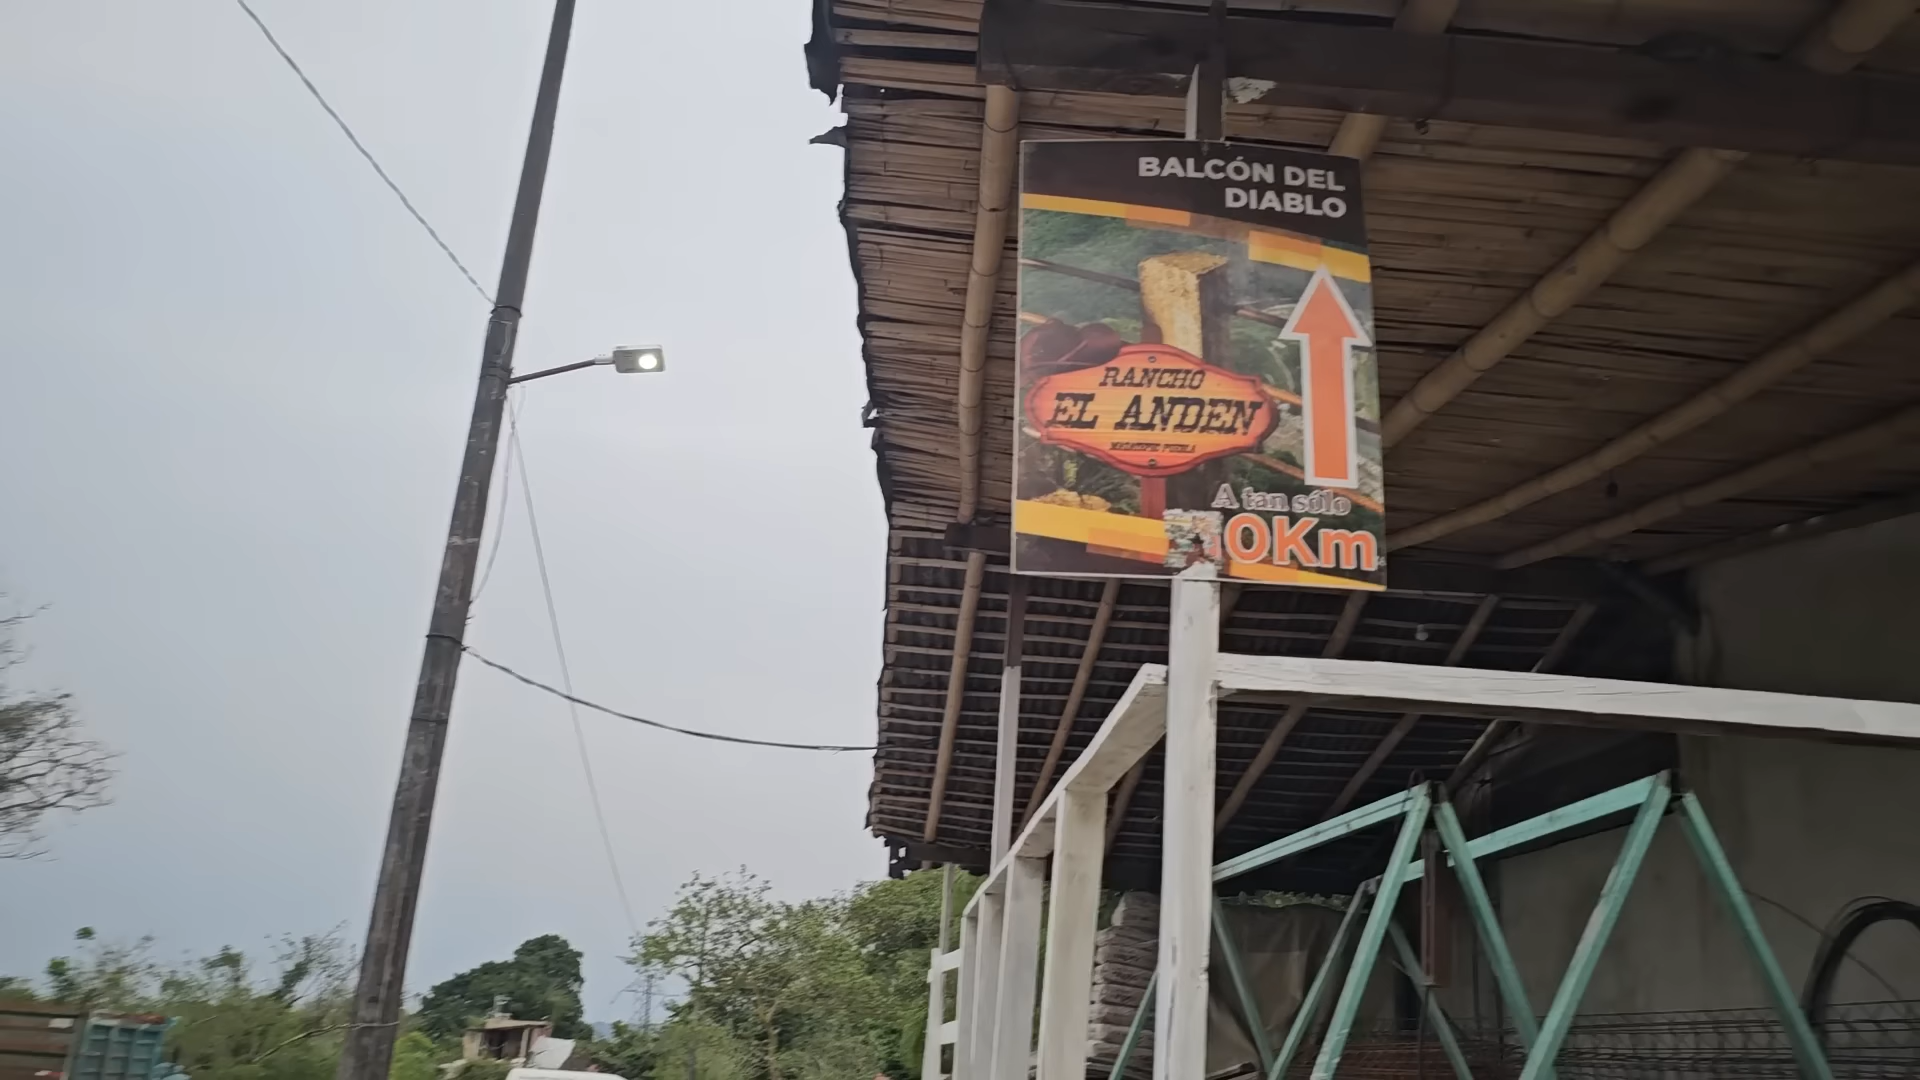 BALCÓN DEL
DIABLO
RANCHO
EL ANDEN
A tan sólo
0Km